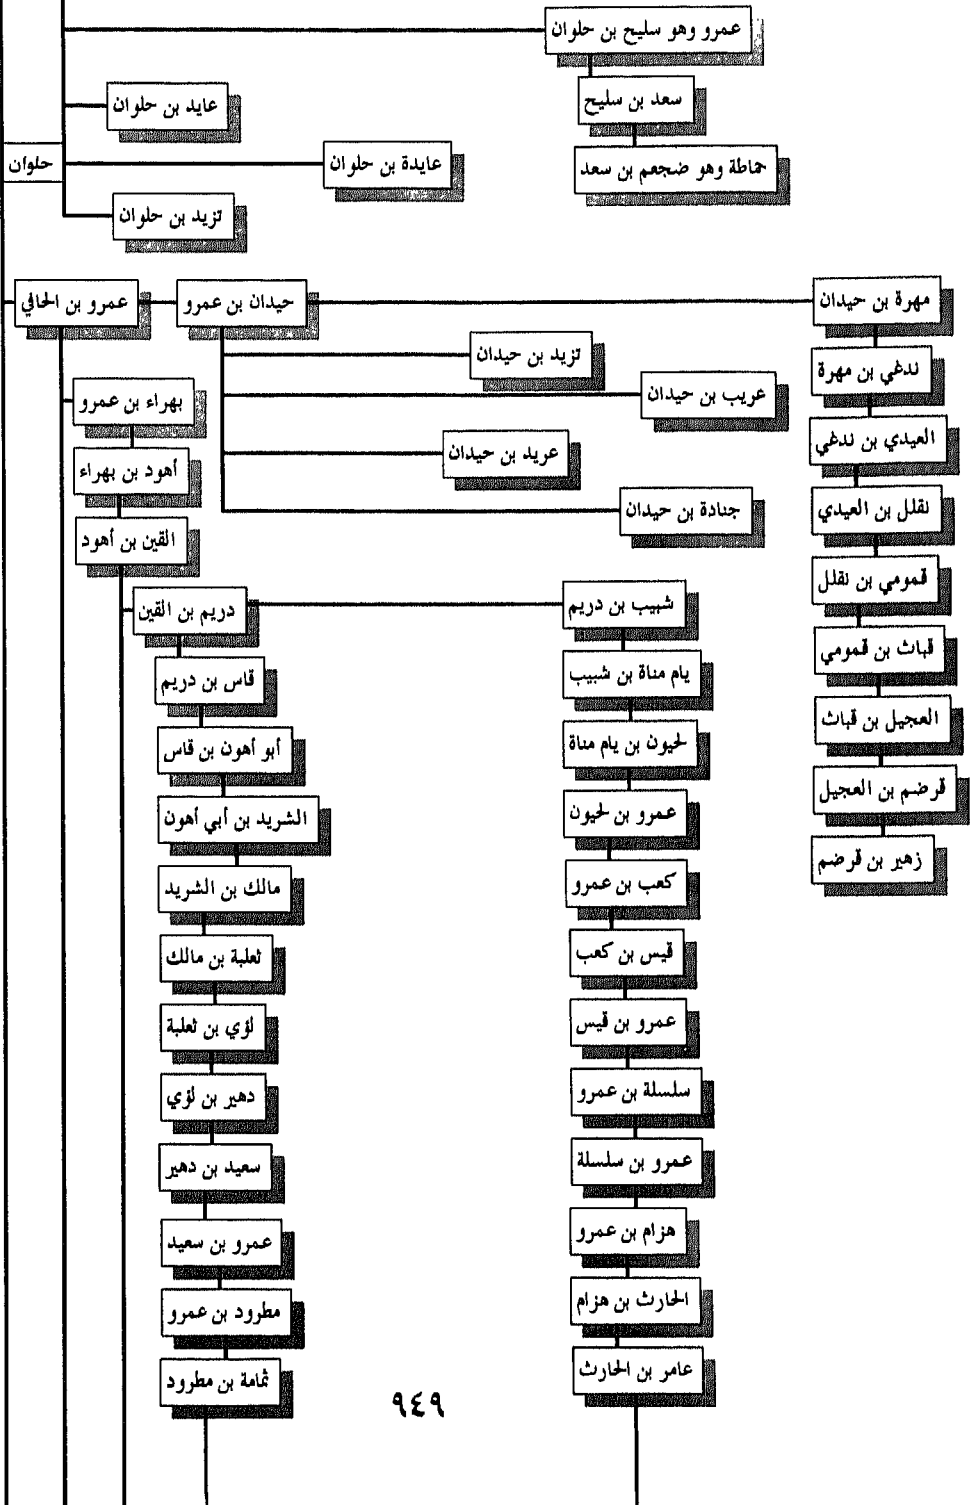 عمرو وهو سليح بن حلوان
سعد بن سليح
عايد بن حلوان
حلوان
عايدة بن حلوان
حماطة وهو ضجعم بن سعد
تزيد بن حلوان
عمرو بن الحافي
حيدان بن عمرو
مهرة بن حيدان
تزيد بن حيدان
ندغي بن مهرة
بهراء بن عمرو
عريب بن حيدان
العيدي بن ندغي
عريد بن حيدان
أهود بن بهراء
نقلل بن العيدي
جنادة بن حيدان
القين بن أهود
قمومي بن نقلل
دريم بن القين
شبيب بن دريم
قباث بن قمومي
قاس بن دريم
يام مناة بن شبيب
العجيل بن قباث
أبو أهون بن قاس
لحيون بن يام مناة
قرضم بن العجيل
الشريد بن أبي أهون
عمرو بن لحيون
زهير بن قرضم
مالك بن الشريد
كعب بن عمرو
ثعلبة بن مالك
قيس بن كعب
لؤي بن ثعلبة
عمرو بن قيس
دهير بن لؤي
سلسلة بن عمرو
سعيد بن دهير
عمرو بن سلسلة
عمرو بن سعيد
هزام بن عمرو
مطرود بن عمرو
الحارث بن هزام
ثمامة بن مطرود
عامر بن الحارث
٩٤٩